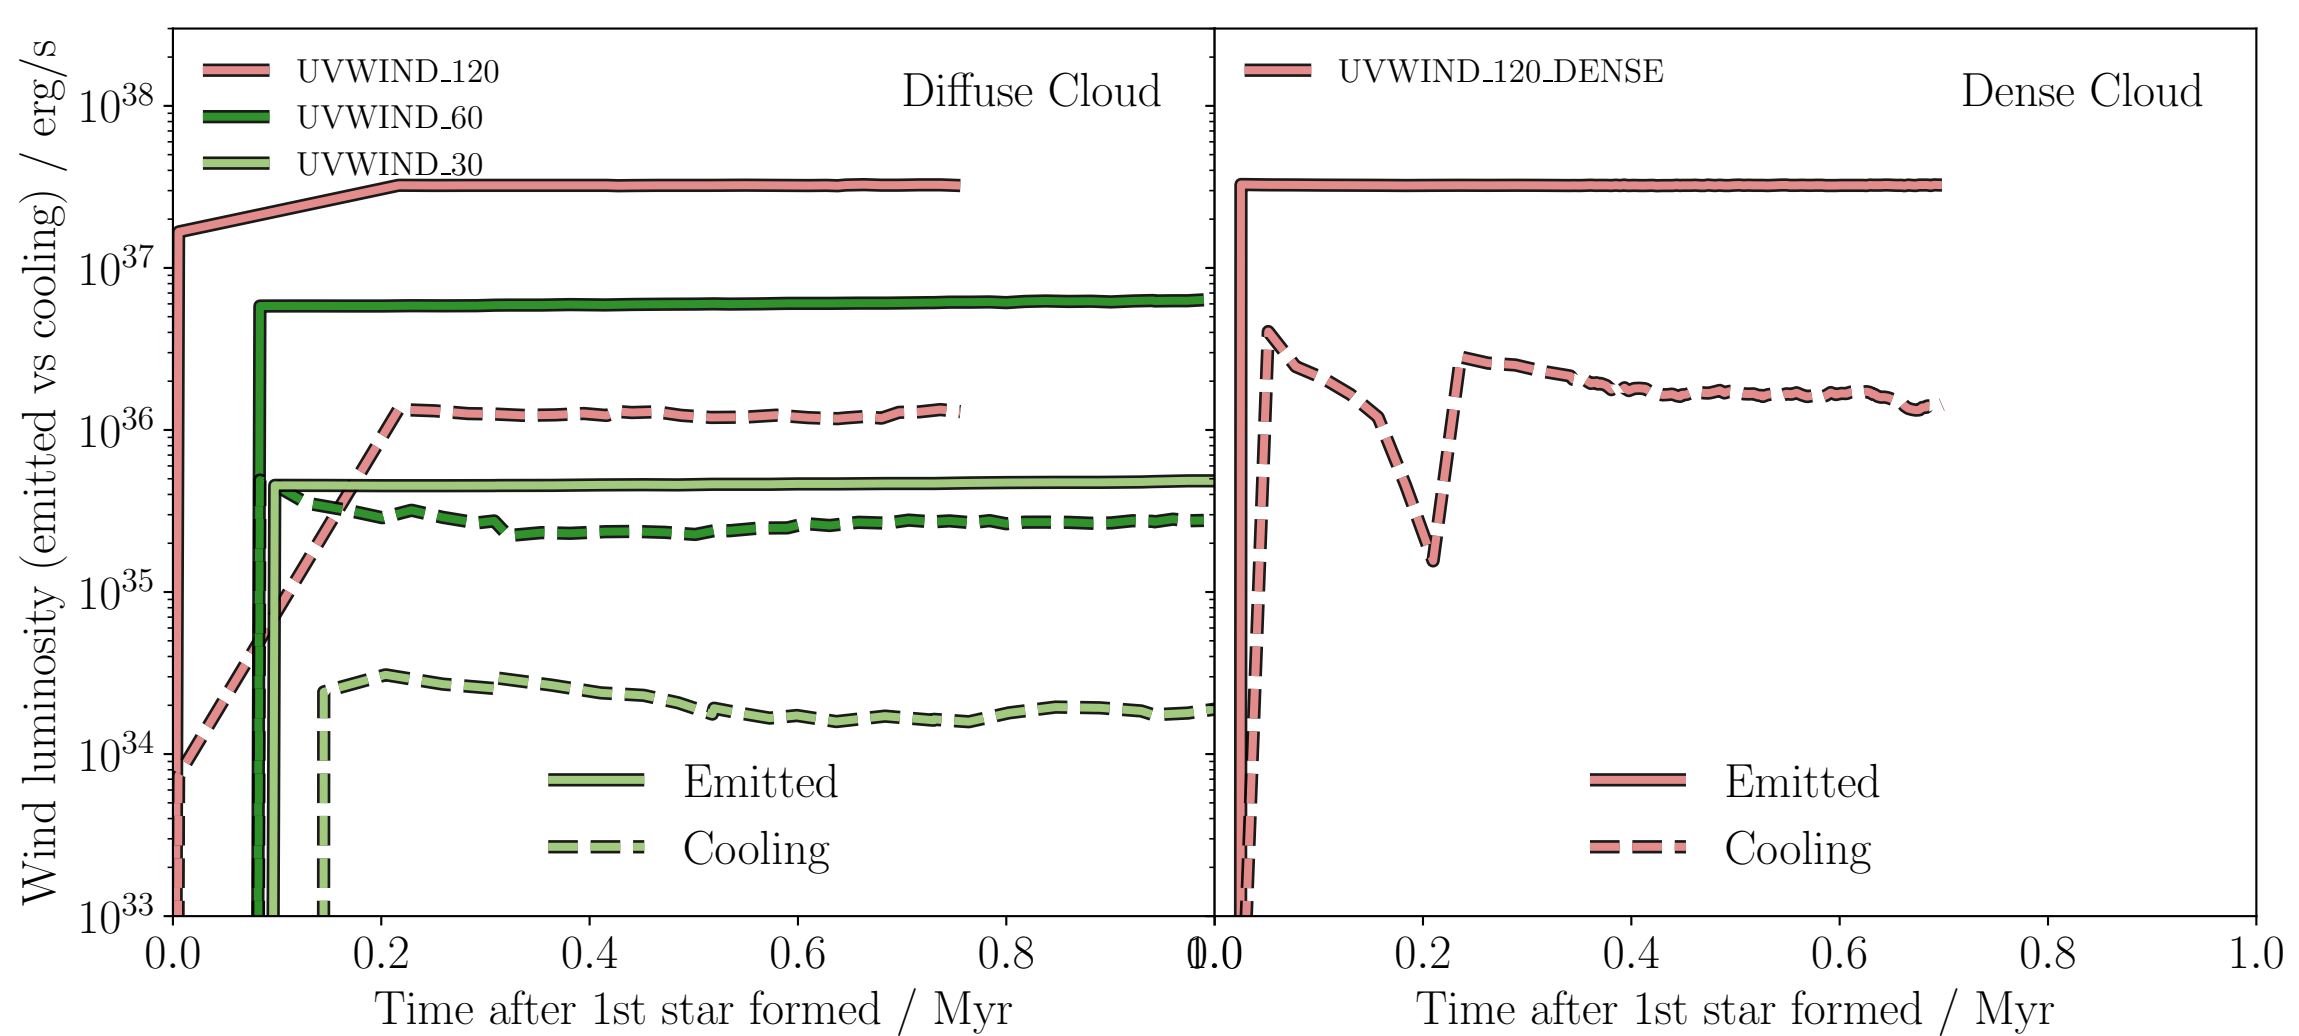 Wind luminosity (emitted vs cooling) / erg/s
10^38
10^37
10^36
10^35
10^34
10^33
UVWIND_120
UVWIND_60
UVWIND_30
Diffuse Cloud
Emitted
Cooling
0.0 0.2 0.4 0.6 0.8 1.0
Time after 1st star formed / Myr
UVWIND_120_DENSE
Dense Cloud
Emitted
Cooling
0.0 0.2 0.4 0.6 0.8 1.0
Time after 1st star formed / Myr